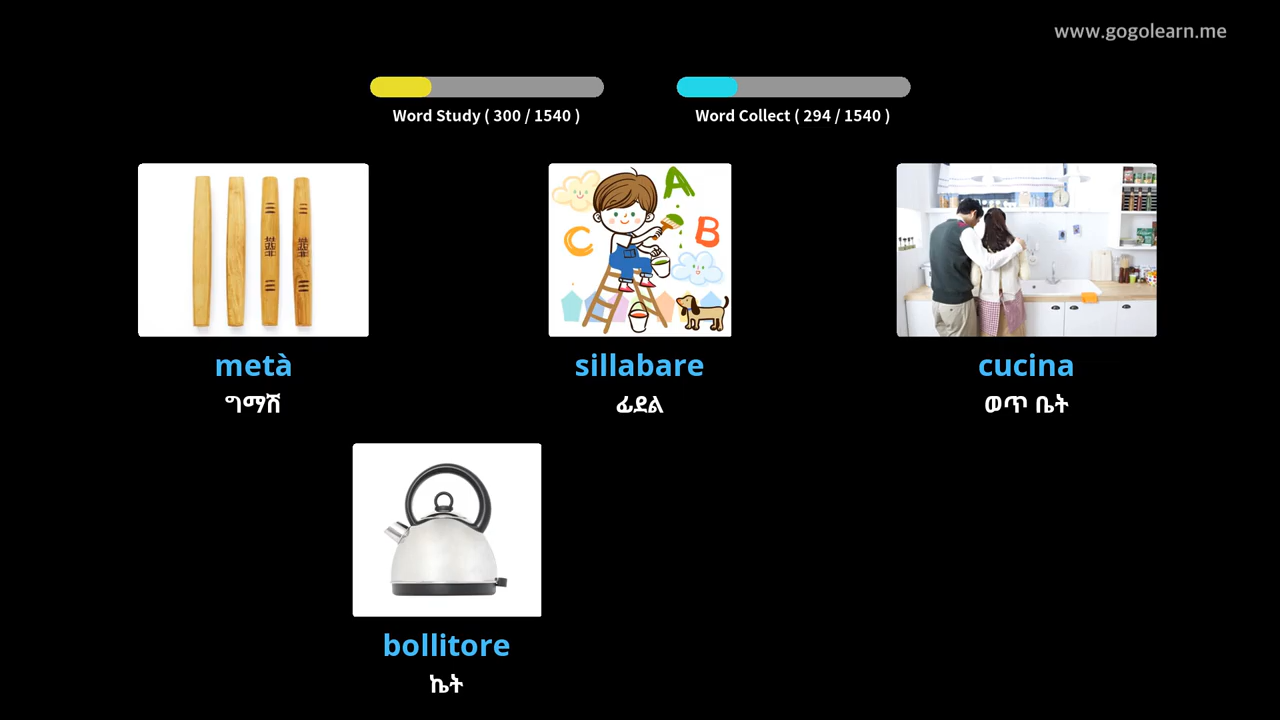 www.gogolearn.me
Word Study ( 300 / 1540 )
Word Collect ( 294 / 1540 )
A
B
C
metà
ግማሽ
sillabare
ፊደል
cucina
ወጥ ቤት
bollitore
ኬት